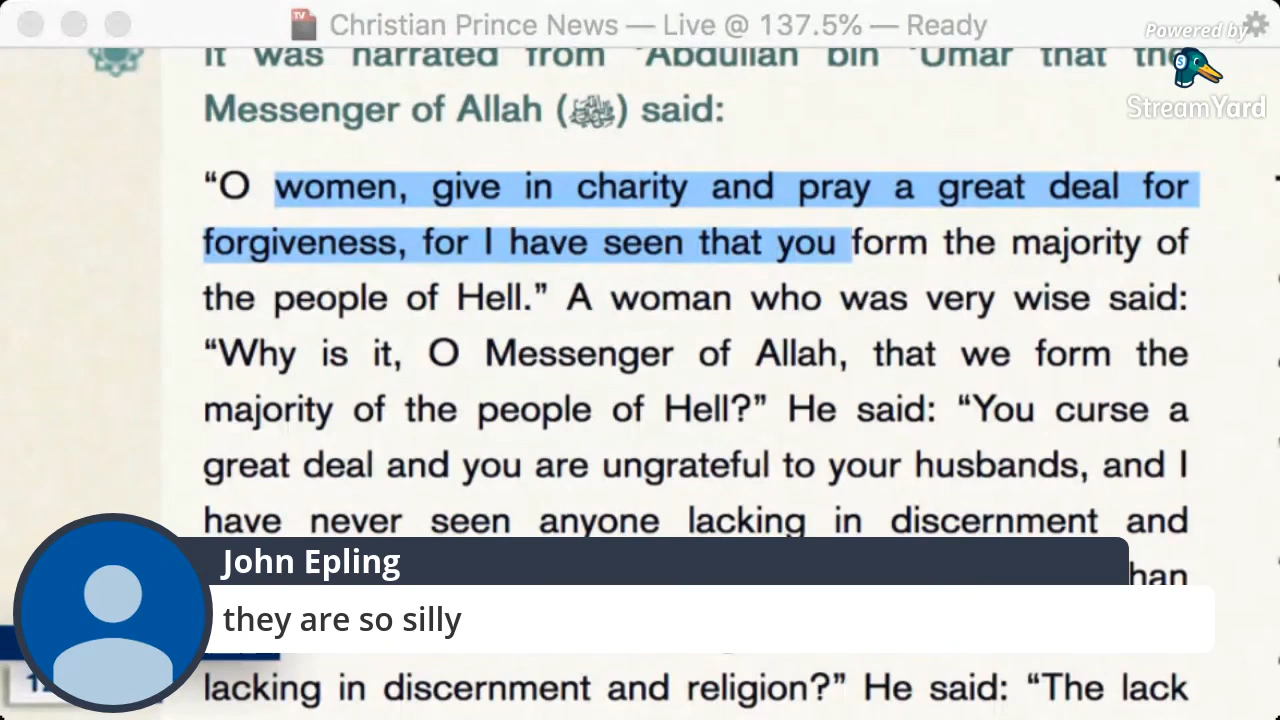 Christian Prince News — Live @ 137.5% — Ready
Powered by
StreamYard
It was narrated from 'Abdullah bin 'Umar that the
Messenger of Allah (ﷺ) said:
“O women, give in charity and pray a great deal for
forgiveness, for I have seen that you form the majority of
the people of Hell.” A woman who was very wise said:
“Why is it, O Messenger of Allah, that we form the
majority of the people of Hell?” He said: “You curse a
great deal and you are ungrateful to your husbands, and I
have never seen anyone lacking in discernment and
John Epling
they are so silly
lacking in discernment and religion?” He said: “The lack